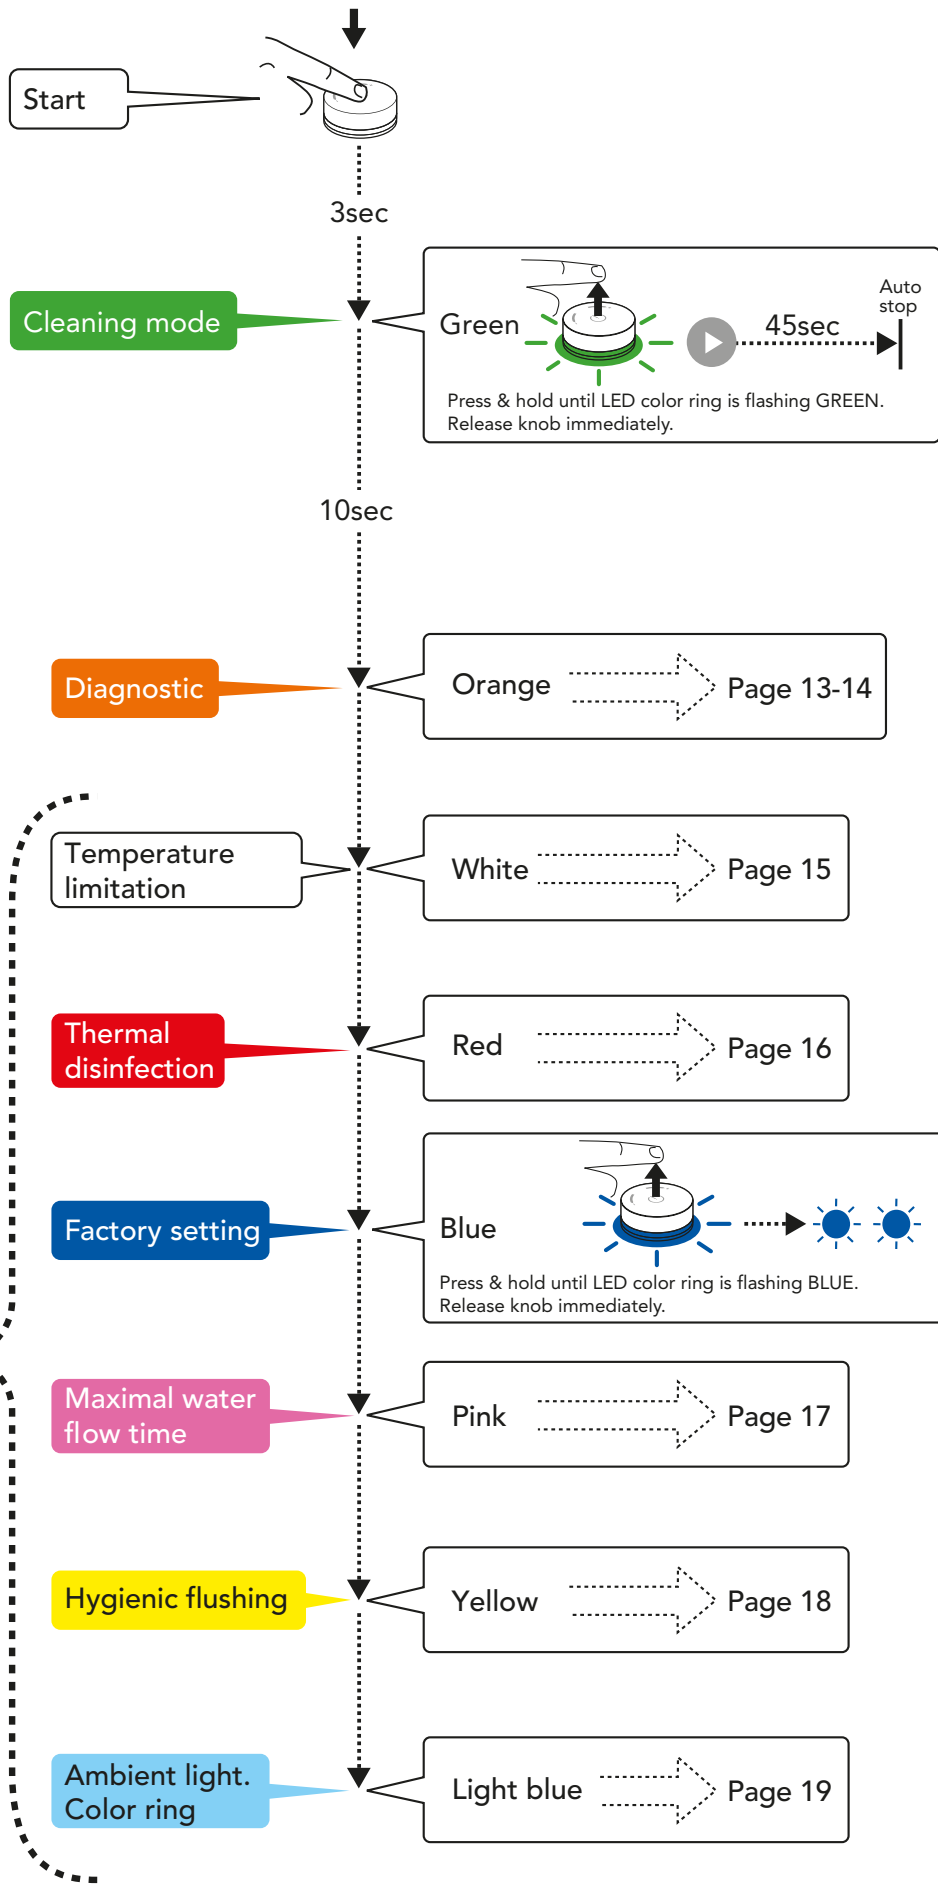 Start
3sec
Cleaning mode
Green
45sec
Auto
stop
Press & hold until LED color ring is flashing GREEN.
Release knob immediately.
10sec
Diagnostic
Orange
Page 13-14
Temperature
limitation
White
Page 15
Thermal
disinfection
Red
Page 16
Factory setting
Blue
Press & hold until LED color ring is flashing BLUE.
Release knob immediately.
Maximal water
flow time
Pink
Page 17
Hygienic flushing
Yellow
Page 18
Ambient light.
Color ring
Light blue
Page 19